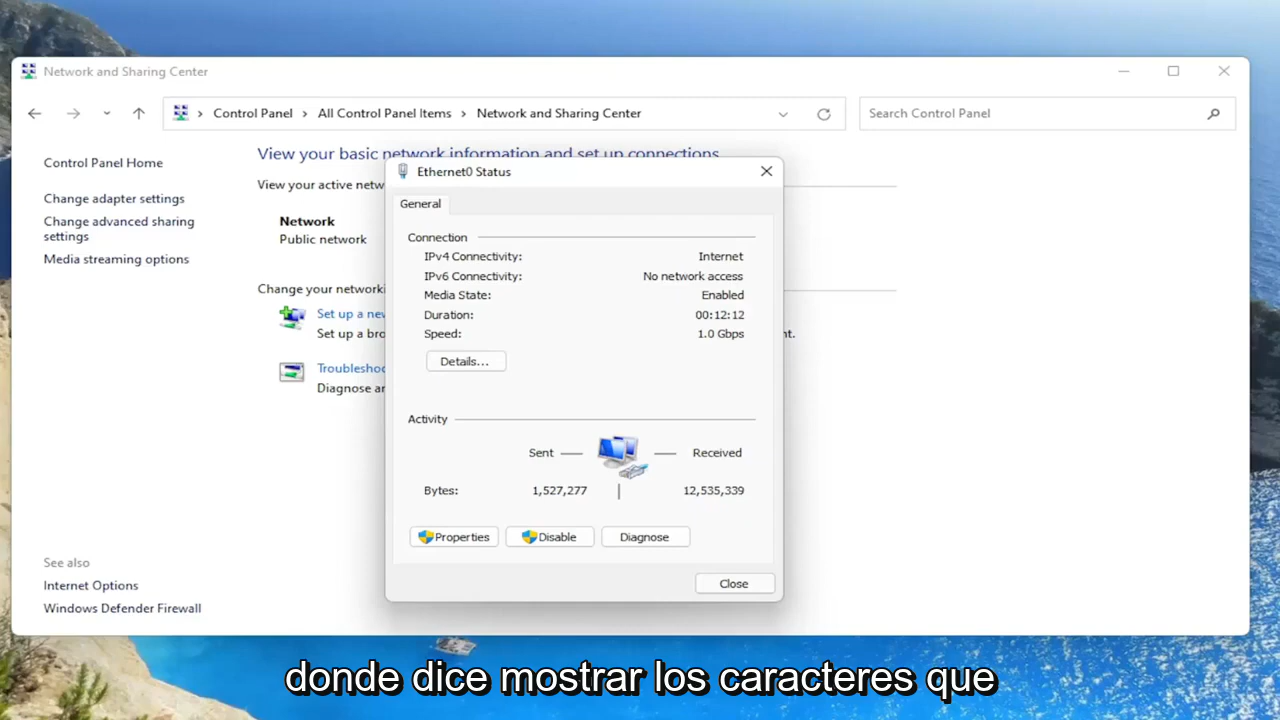 Network and Sharing Center
Control Panel > All Control Panel Items > Network and Sharing Center
Search Control Panel
Control Panel Home
Change adapter settings
Change advanced sharing
settings
Media streaming options
See also
Internet Options
Windows Defender Firewall
View your basic network information and set up connections
View your active netw
Network
Public network
Change your networki
Set up a new
Set up a bro
nt.
Troubleshoo
Diagnose an
Ethernet0 Status
General
Connection
IPv4 Connectivity: Internet
IPv6 Connectivity: No network access
Media State: Enabled
Duration: 00:12:12
Speed: 1.0 Gbps
Details...
Activity
Sent — — Received
Bytes: 1,527,277 | 12,535,339
Properties Disable Diagnose
Close
donde dice mostrar los caracteres que